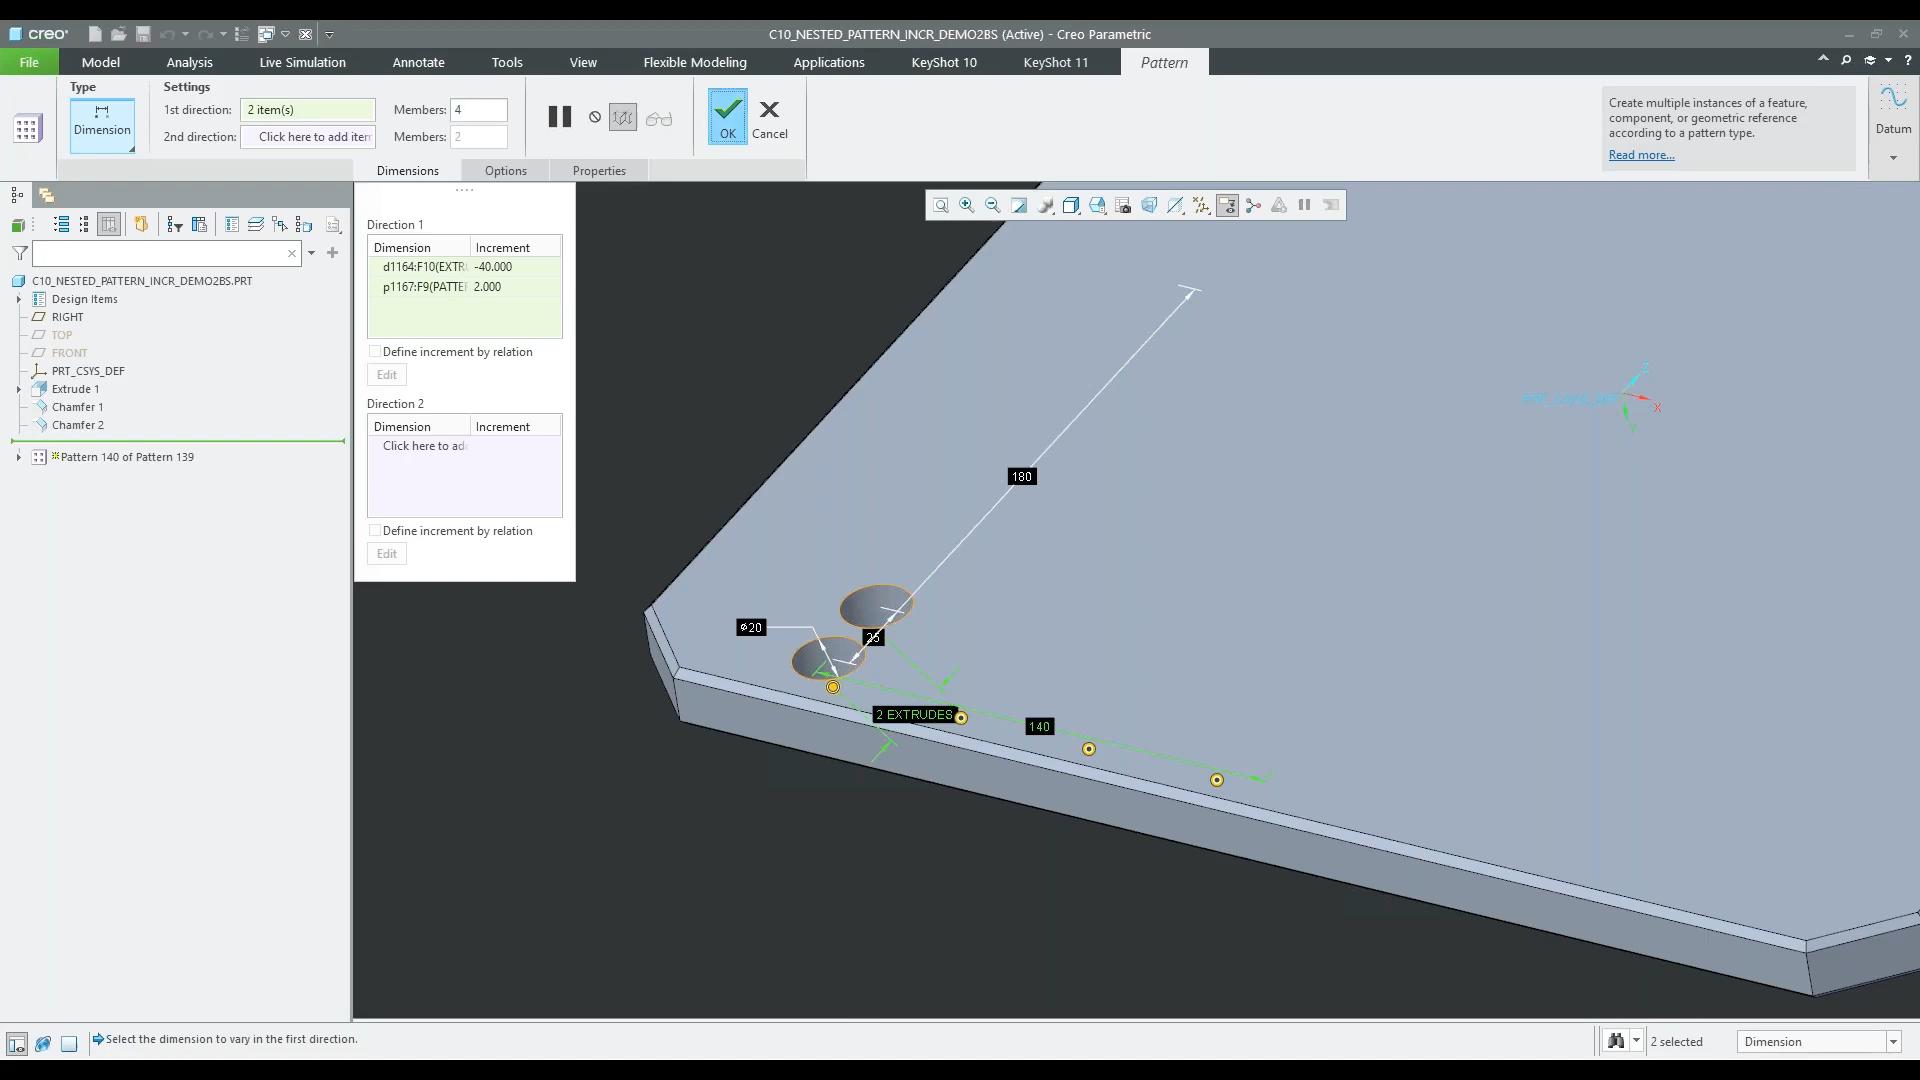 creo
C10_NESTED_PATTERN_INCR_DEMO2BS (Active) - Creo Parametric
File Model Analysis Live Simulation Annotate Tools View Flexible Modeling Applications KeyShot 10 KeyShot 11 Pattern
Type
Dimension
Settings
1st direction: 2 item(s) Members: 4
2nd direction: Click here to add iten Members: 2
OK Cancel
Create multiple instances of a feature, component, or geometric reference according to a pattern type.
Read more...
Datum
Dimensions Options Properties
C10_NESTED_PATTERN_INCR_DEMO2BS.PRT
Design Items
RIGHT
TOP
FRONT
PRT_CSYS_DEF
Extrude 1
Chamfer 1
Chamfer 2
Pattern 140 of Pattern 139
Direction 1
Dimension Increment
d1164:F10(EXTRU -40.000
p1167:F9(PATTEF 2.000
Define increment by relation
Edit
Direction 2
Dimension Increment
Click here to add
Define increment by relation
Edit
180
ø20
25
2 EXTRUDES
140
Z
X
Y
Select the dimension to vary in the first direction.
2 selected
Dimension